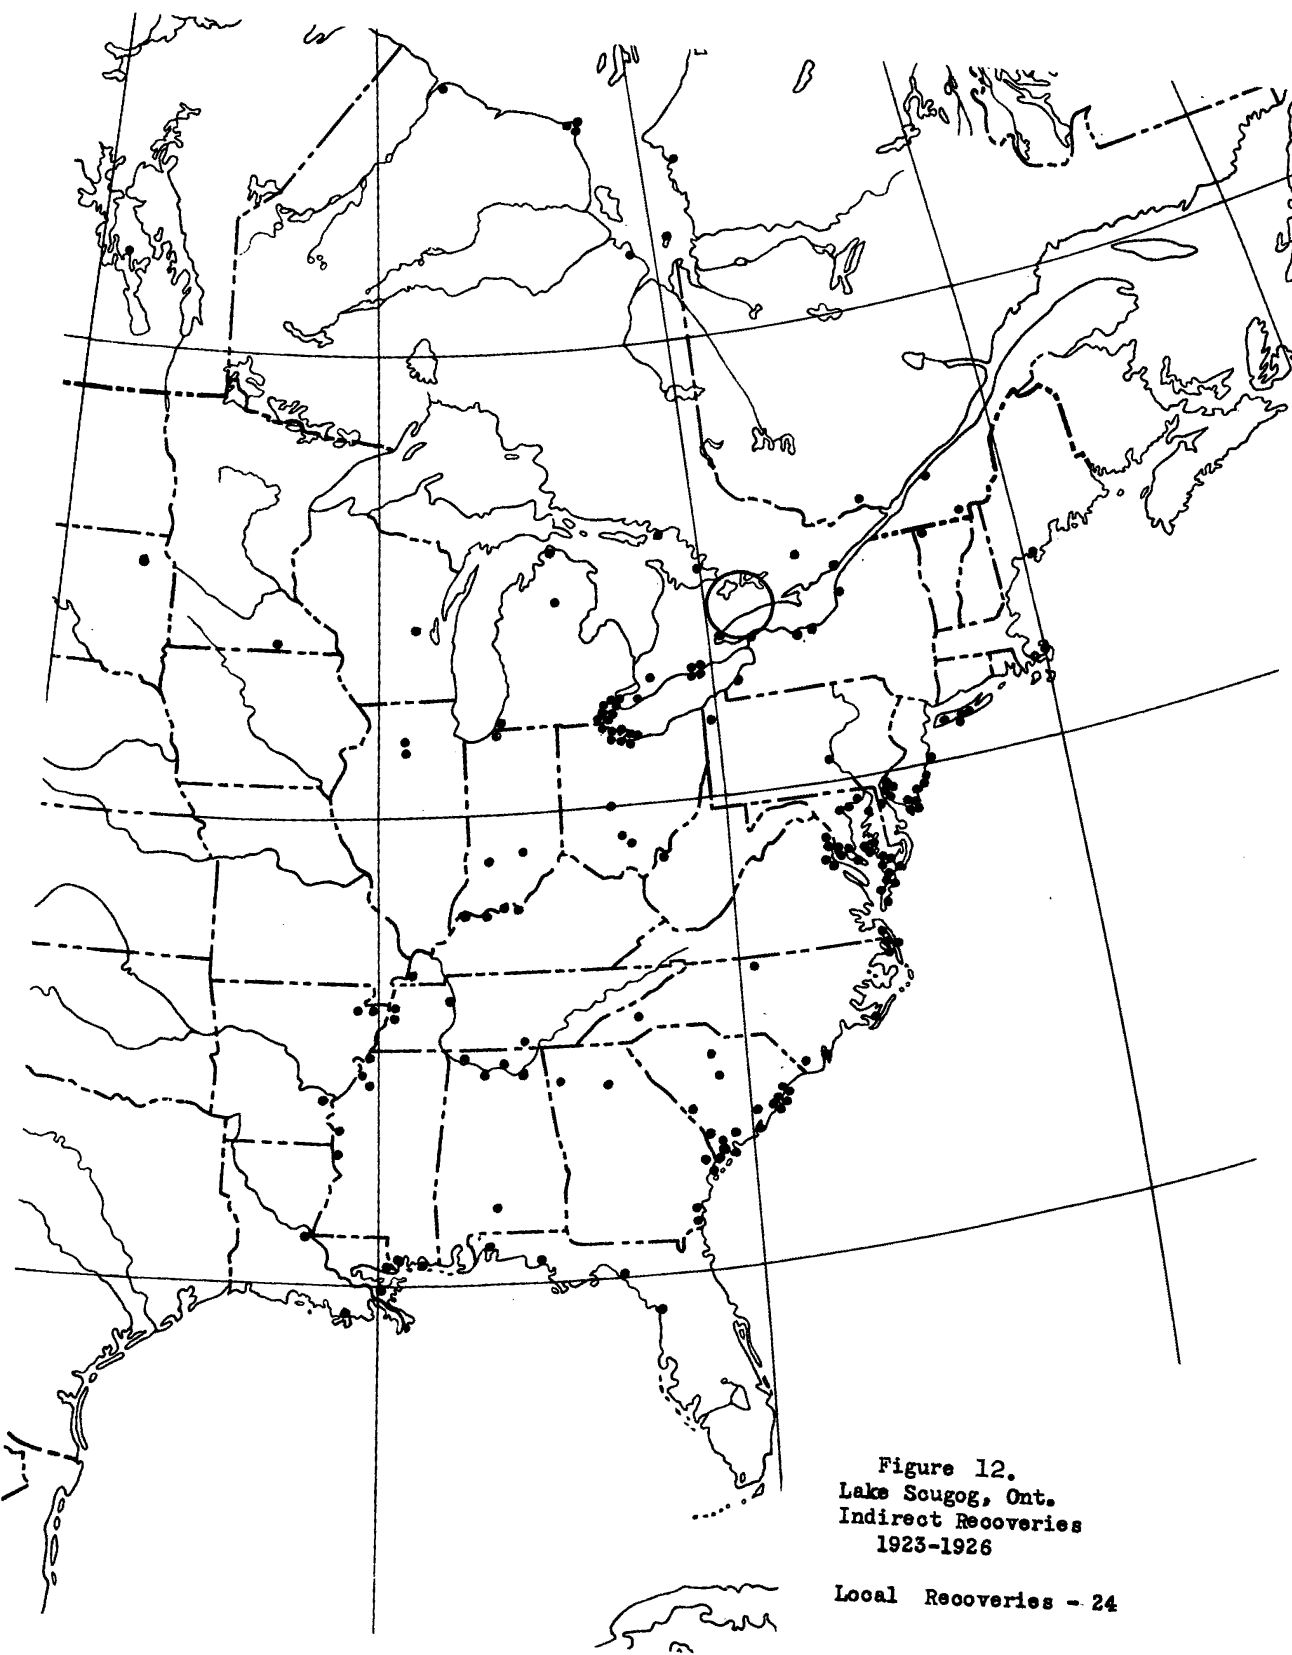 Figure 12.
Lake Scugog, Ont.
Indirect Recoveries
1923-1926
Local Recoveries - 24